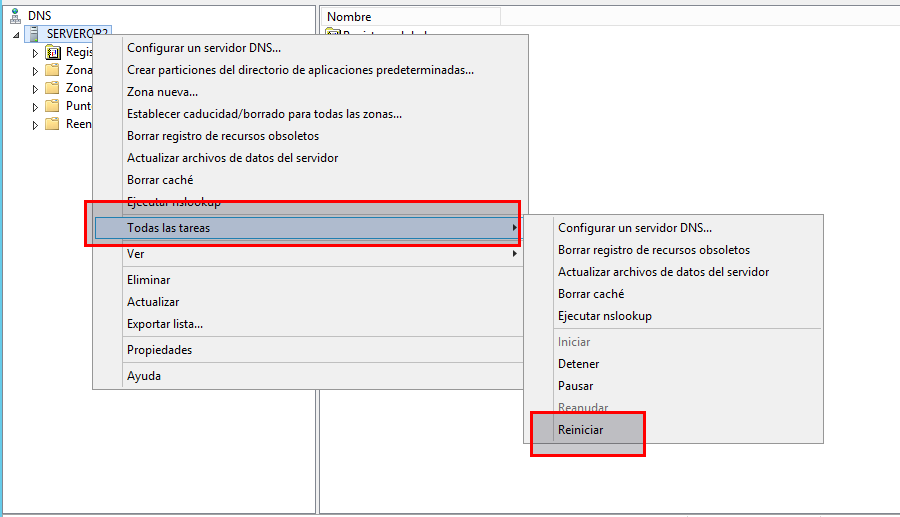 DNS
Nombre
SERVEROR2
Regis
Configurar un servidor DNS...
Zona
Crear particiones del directorio de aplicaciones predeterminadas...
Zona
Zona nueva...
Punt
Establecer caducidad/borrado para todas las zonas...
Reen
Borrar registro de recursos obsoletos
Actualizar archivos de datos del servidor
Borrar caché
Ejecutar nslookup
Todas las tareas
Ver
Eliminar
Actualizar
Exportar lista...
Propiedades
Ayuda
Configurar un servidor DNS...
Borrar registro de recursos obsoletos
Actualizar archivos de datos del servidor
Borrar caché
Ejecutar nslookup
Iniciar
Detener
Pausar
Reanudar
Reiniciar